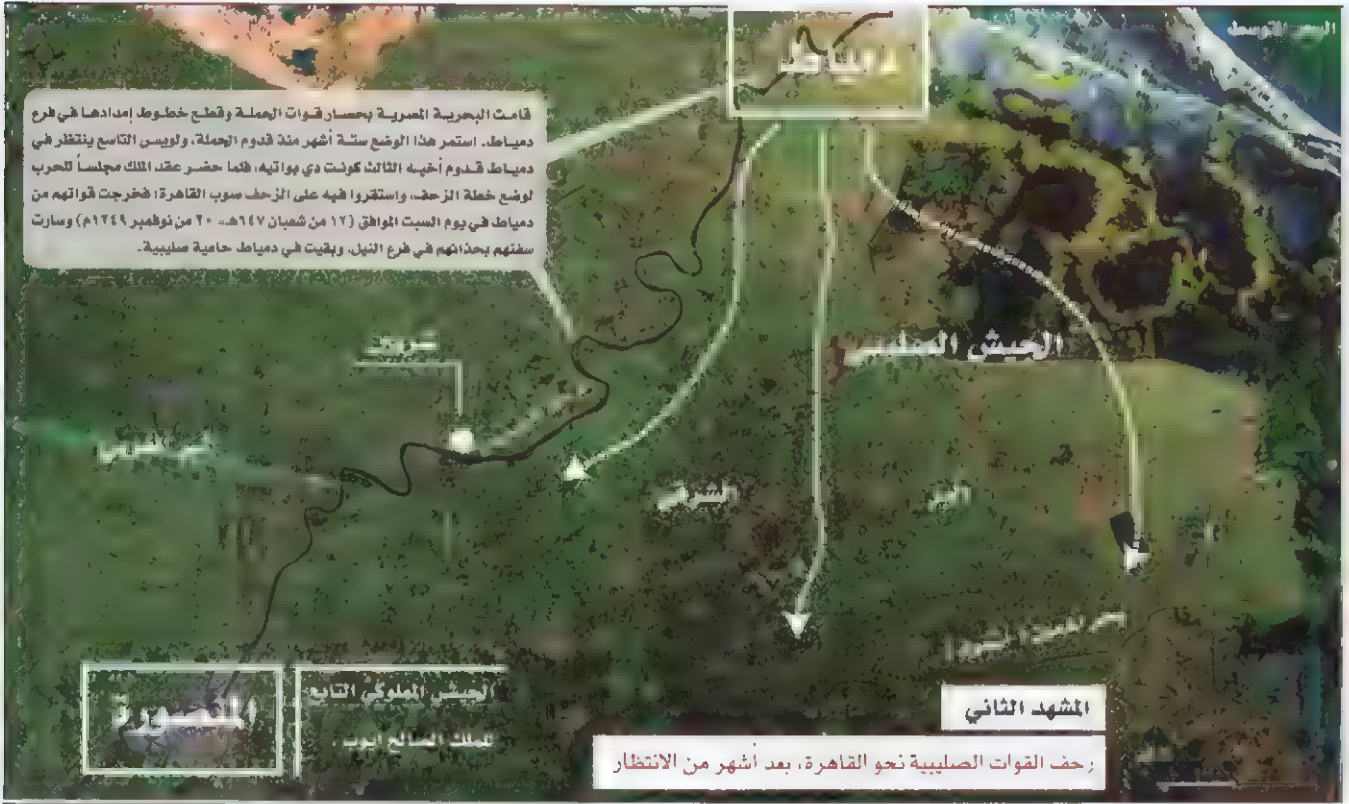 البحر المتوسط
دمياط
قامت البحرية المصرية بحصار قوات الحملة وقطع خطوط إمدادها في فرع
دمياط. استمر هذا الوضع ستة أشهر منذ قدوم الحملة، ولويس التاسع ينتظر في
دمياط قدوم أخيه الثالث كونت دي بواتيه، فلما حضر عقد الملك مجلساً للحرب
لوضع خطة الزحف، واستقروا فيه على الزحف صوب القاهرة؛ فخرجت قواتهم من
دمياط في يوم السبت الموافق (١٢ من شعبان ٦٤٧هـ- ٢٠ من نوفمبر ١٢٤٩م) وسارت
سفنهم بحذائهم في فرع النيل، وبقيت في دمياط حامية صليبية.
الجيش الصليبي
البر
الشرقي
المنصورة
الجيش المملوكي التابع
للملك الصالح أيوب.
المشهد الثاني
زحف القوات الصليبية نحو القاهرة، بعد أشهر من الانتظار